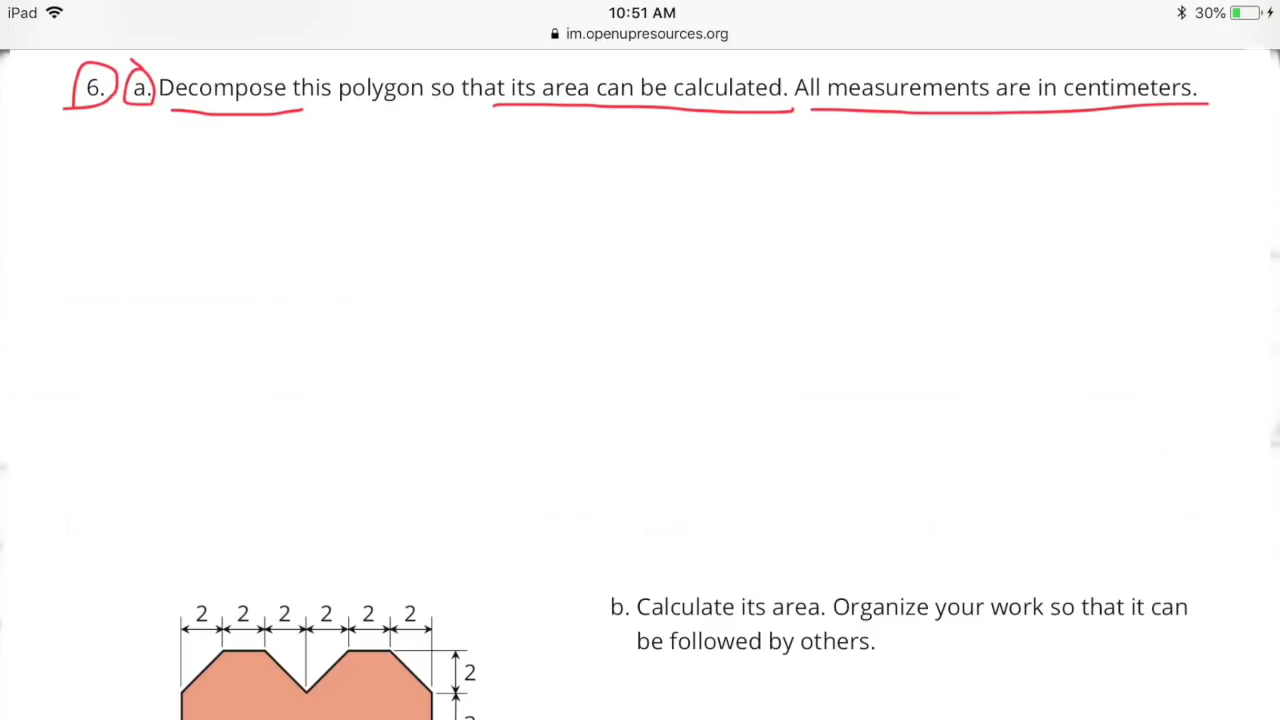 iPad 10:51 AM 30%
im.openupresources.org
6. a. Decompose this polygon so that its area can be calculated. All measurements are in centimeters.
b. Calculate its area. Organize your work so that it can
be followed by others.
2 2 2 2 2 2
2